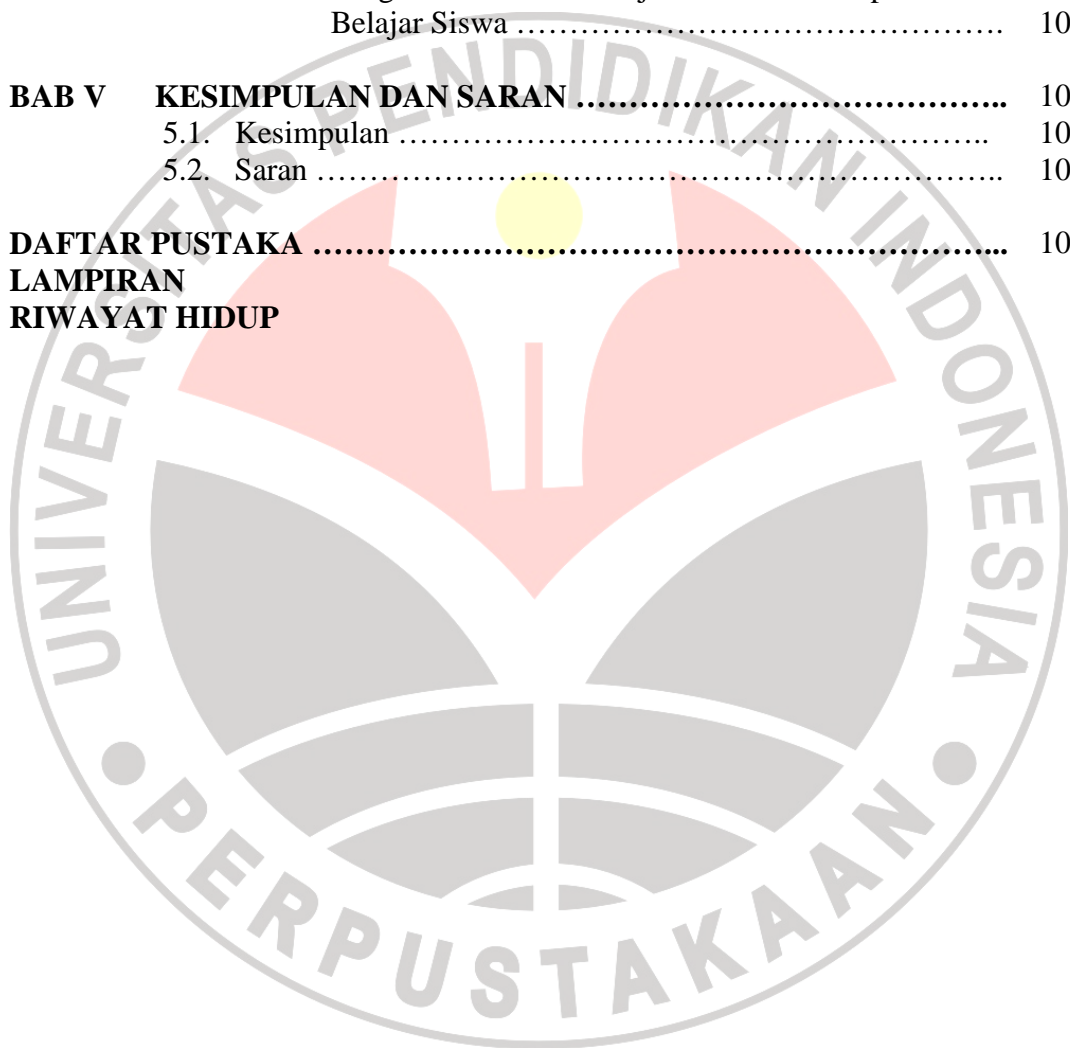 Belajar Siswa ………………………………………. 10
BAB V KESIMPULAN DAN SARAN ………………………………….. 10
5.1. Kesimpulan ……………………………………………….. 10
5.2. Saran ……………………………………………………….. 10
DAFTAR PUSTAKA ……………………………………………………….. 10
LAMPIRAN
RIWAYAT HIDUP
UNIVERSITAS PENDIDIKAN INDONESIA
PERPUSTAKAAN